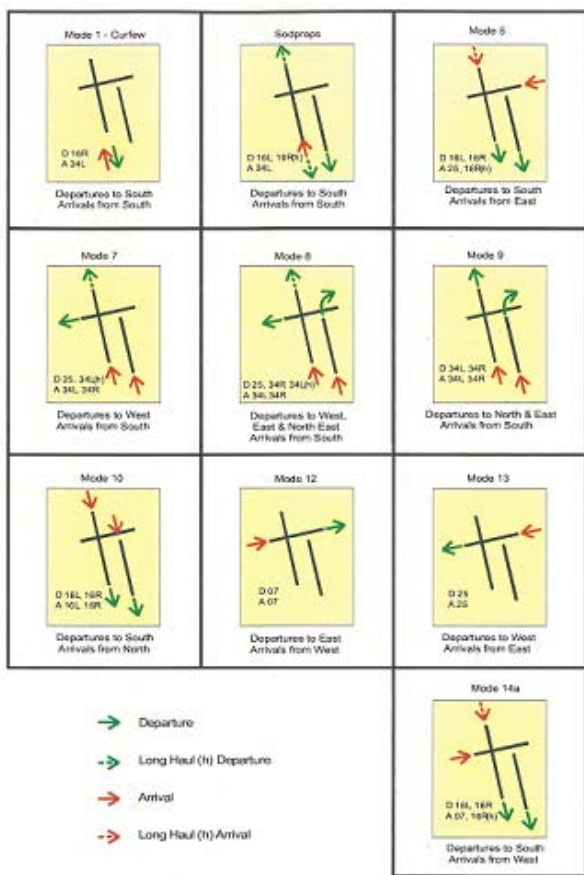 Mode 1 - Curfew
D 16R
A 34L
Departures to South
Arrivals from South
Sodprops
D 16L, 16R(h)
A 34L
Departures to South
Arrivals from South
Mode 5
D 16L, 16R
A 25, 16R(h)
Departures to South
Arrivals from East
Mode 7
D 25, 34L(h)
A 34L, 34R
Departures to West
Arrivals from South
Mode 8
D 25, 34R 34L(h)
A 34L 34R
Departures to West,
East & North East
Arrivals from South
Mode 9
D 34L, 34R
A 34L, 34R
Departures to North & East
Arrivals from South
Mode 10
D 16L, 16R
A 16L 16R
Departures to South
Arrivals from North
Mode 12
D 07
A 07
Departures to East
Arrivals from West
Mode 13
D 25
A 25
Departures to West
Arrivals from East
Mode 14a
D 16L, 16R
A 07, 16R(h)
Departures to South
Arrivals from West
Departure
Long Haul (h) Departure
Arrival
Long Haul (h) Arrival